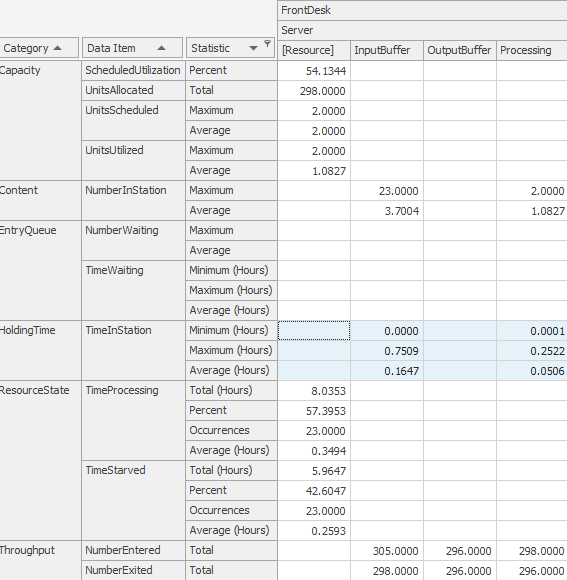 FrontDesk
Server
Category Data Item Statistic [Resource] InputBuffer OutputBuffer Processing
Capacity ScheduledUtilization Percent 54.1344
UnitsAllocated Total 298.0000
UnitsScheduled Maximum 2.0000
Average 2.0000
UnitsUtilized Maximum 2.0000
Average 1.0827
Content NumberInStation Maximum 23.0000 2.0000
Average 3.7004 1.0827
EntryQueue NumberWaiting Maximum
Average
TimeWaiting Minimum (Hours)
Maximum (Hours)
Average (Hours)
HoldingTime TimeInStation Minimum (Hours) 0.0000 0.0001
Maximum (Hours) 0.7509 0.2522
Average (Hours) 0.1647 0.0506
ResourceState TimeProcessing Total (Hours) 8.0353
Percent 57.3953
Occurrences 23.0000
Average (Hours) 0.3494
TimeStarved Total (Hours) 5.9647
Percent 42.6047
Occurrences 23.0000
Average (Hours) 0.2593
Throughput NumberEntered Total 305.0000 296.0000 298.0000
NumberExited Total 298.0000 296.0000 296.0000